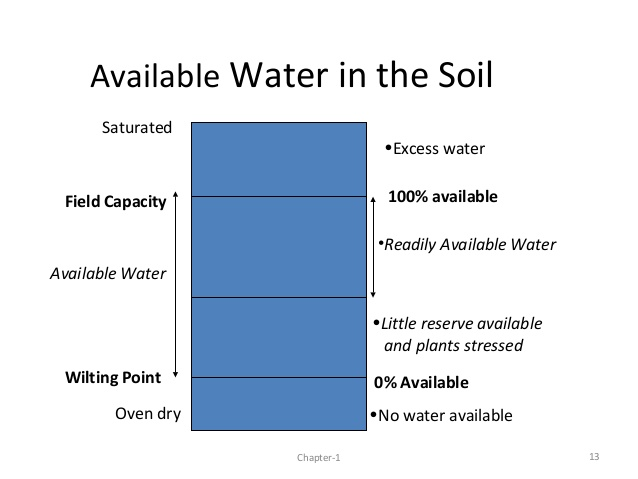 Available Water in the Soil
Saturated
•Excess water
Field Capacity
100% available
•Readily Available Water
Available Water
•Little reserve available
and plants stressed
Wilting Point
0% Available
Oven dry
•No water available
Chapter-1
13